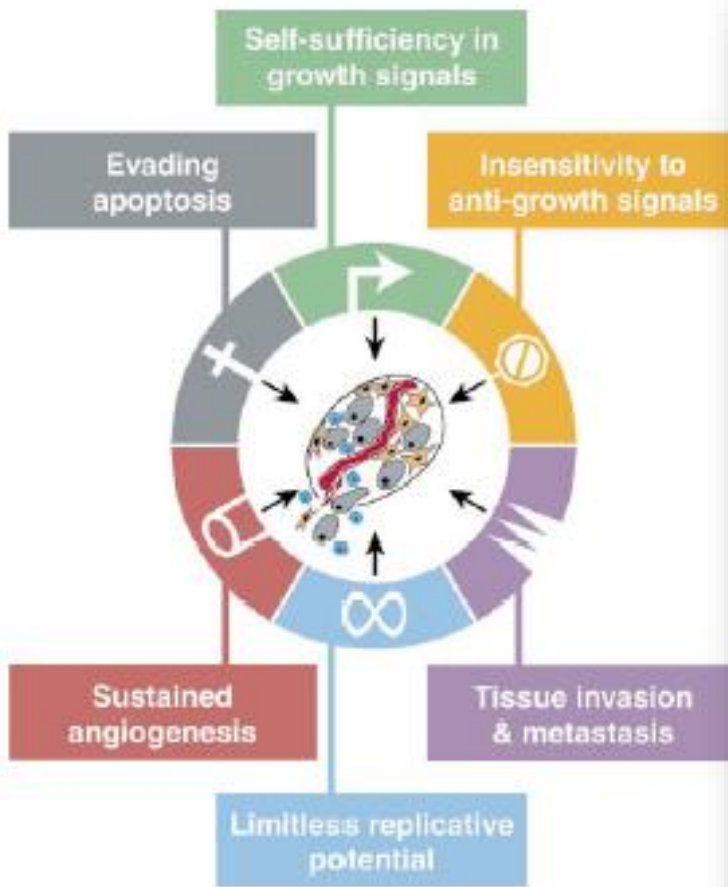 Self-sufficiency in
growth signals
Evading
apoptosis
Insensitivity to
anti-growth signals
Sustained
angiogenesis
Tissue invasion
& metastasis
Limitless replicative
potential